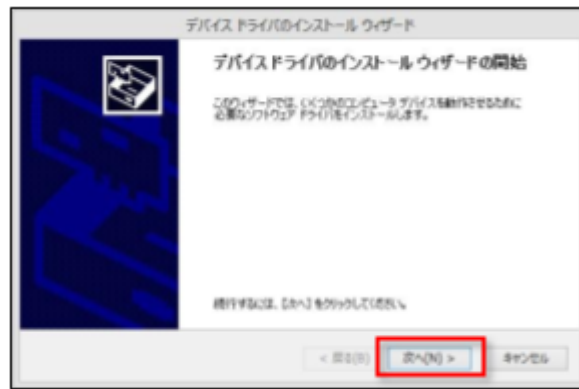 デバイス ドライバのインストール ウィザード
デバイス ドライバのインストール ウィザードの開始
このウィザードでは、いくつかのコンピュータ デバイスを動作させるために
必要なソフトウェア ドライバをインストールします。
続行するには、[次へ] をクリックしてください。
< 戻る(B)
次へ(N) >
キャンセル